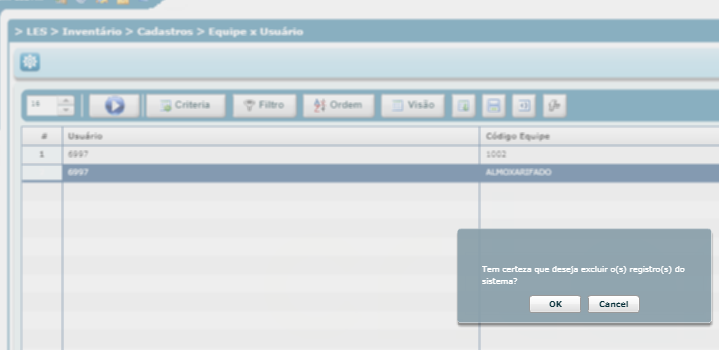 > LES > Inventário > Cadastros > Equipe x Usuário
16 Criteria Filtro Ordem Visão
# Usuário Código Equipe
1 6997 1002
6997 ALMOXARIFADO
Tem certeza que deseja excluir o(s) registro(s) do
sistema?
OK Cancel